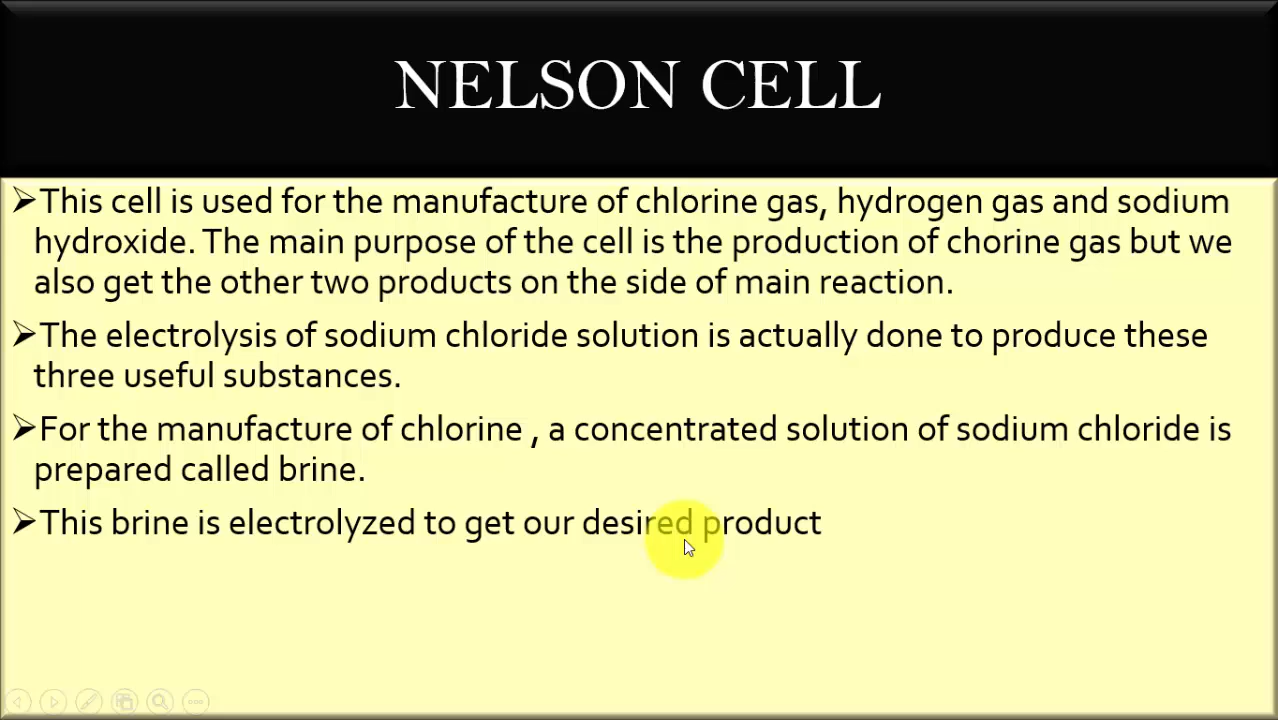 NELSON CELL
➢This cell is used for the manufacture of chlorine gas, hydrogen gas and sodium
hydroxide. The main purpose of the cell is the production of chorine gas but we
also get the other two products on the side of main reaction.
➢The electrolysis of sodium chloride solution is actually done to produce these
three useful substances.
➢For the manufacture of chlorine , a concentrated solution of sodium chloride is
prepared called brine.
➢This brine is electrolyzed to get our desired product